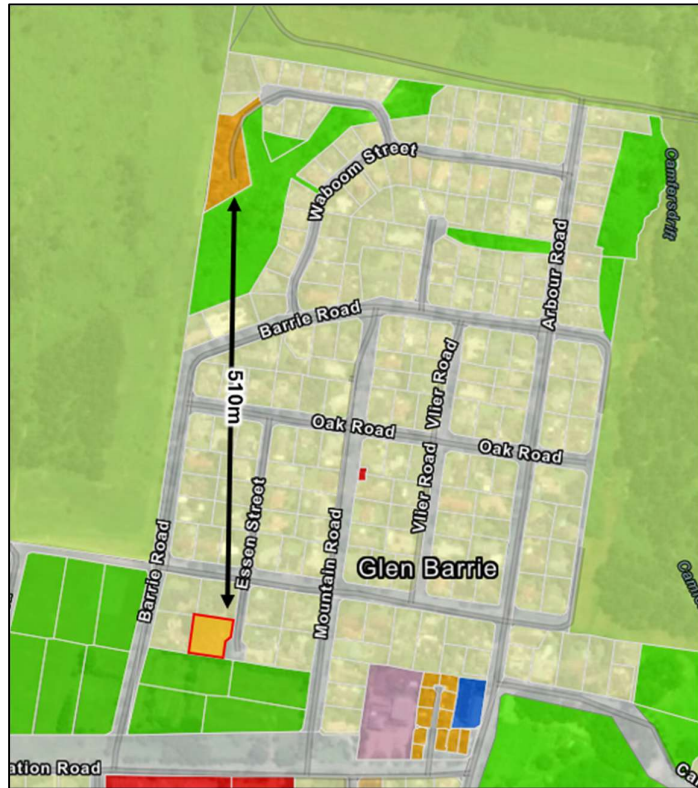 Waboom Street
Camfersdrift
Arbour Road
Barrie Road
510m
Vlier Road
Oak Road
Oak Road
Vlier Road
Essen Street
Mountain Road
Barrie Road
Glen Barrie
ation Road